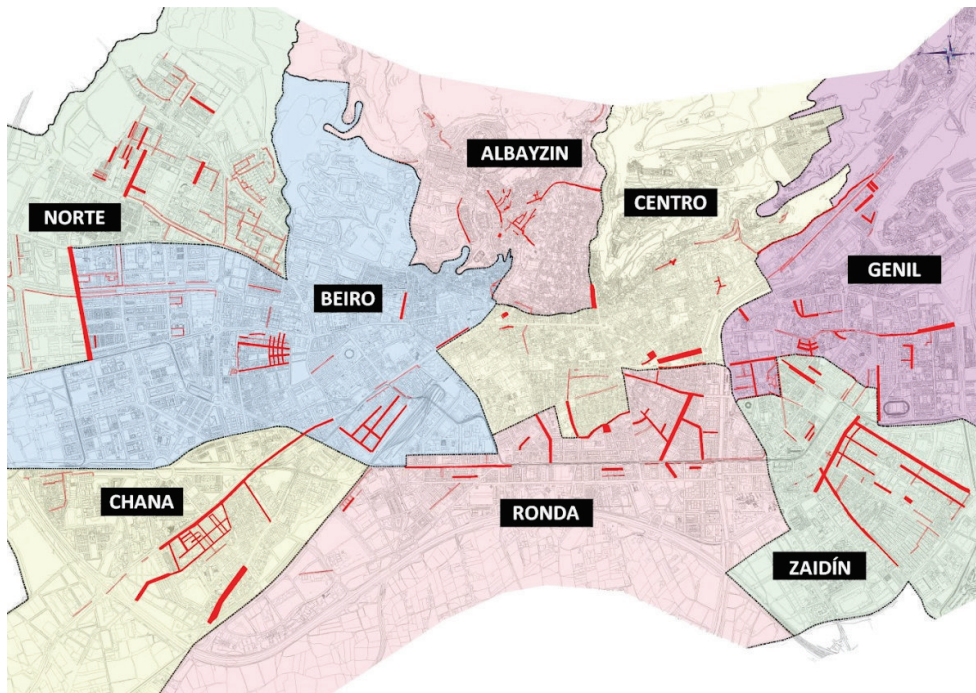 ALBAYZIN
CENTRO
NORTE
GENIL
BEIRO
CHANA
RONDA
ZAIDÍN